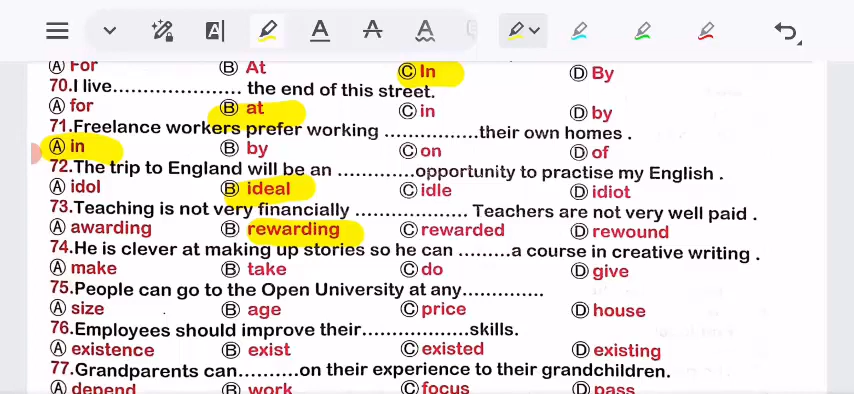 Ⓐ For Ⓑ At Ⓒ In Ⓓ By
70.I live..................... the end of this street.
Ⓐ for Ⓑ at Ⓒ in Ⓓ by
71.Freelance workers prefer working ................their own homes .
Ⓐ in Ⓑ by Ⓒ on Ⓓ of
72.The trip to England will be an .............opportunity to practise my English .
Ⓐ idol Ⓑ ideal Ⓒ idle Ⓓ idiot
73.Teaching is not very financially ................... Teachers are not very well paid .
Ⓐ awarding Ⓑ rewarding Ⓒ rewarded Ⓓ rewound
74.He is clever at making up stories so he can .........a course in creative writing .
Ⓐ make Ⓑ take Ⓒ do Ⓓ give
75.People can go to the Open University at any..............
Ⓐ size Ⓑ age Ⓒ price Ⓓ house
76.Employees should improve their..................skills.
Ⓐ existence Ⓑ exist Ⓒ existed Ⓓ existing
77.Grandparents can..........on their experience to their grandchildren.
Ⓐ depend Ⓑ work Ⓒ focus Ⓓ pass